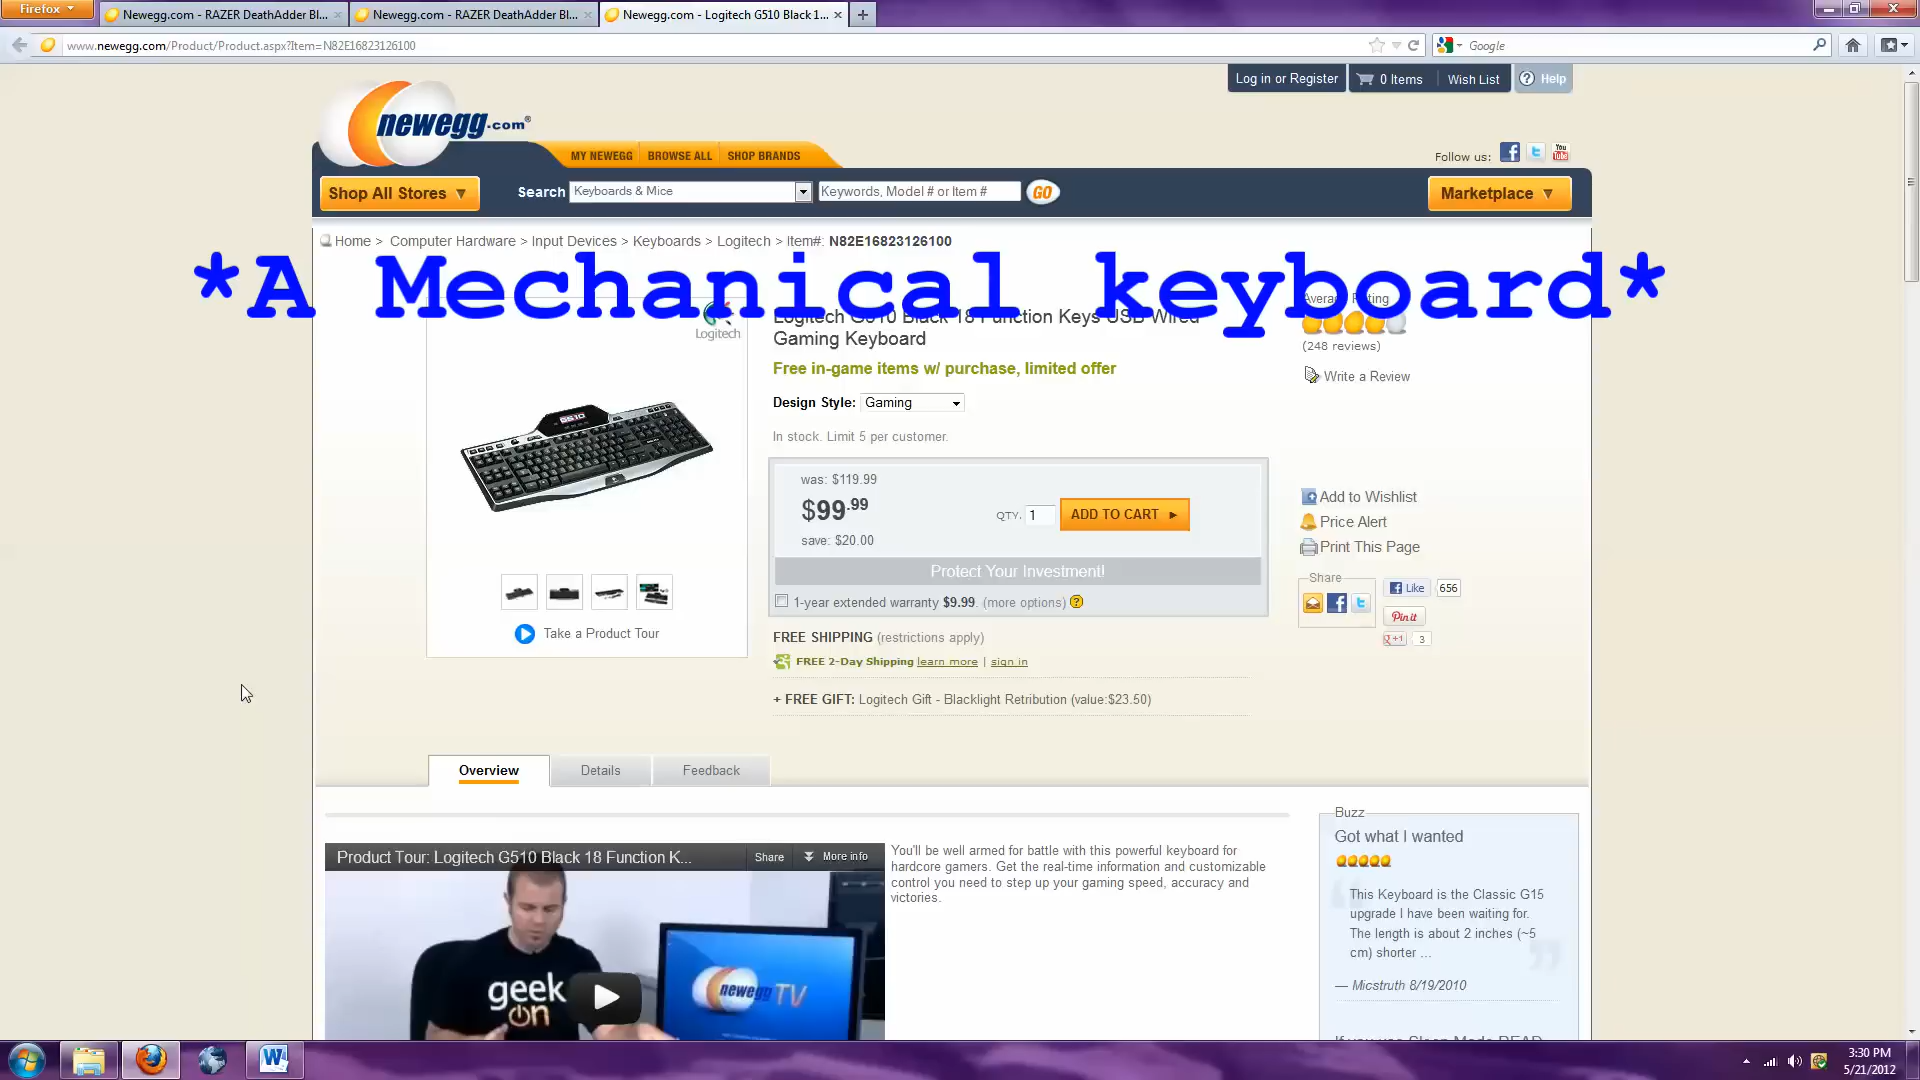 Firefox
Newegg.com - RAZER DeathAdder Bl...
Newegg.com - RAZER DeathAdder Bl...
Newegg.com - Logitech G510 Black 1...
www.newegg.com/Product/Product.aspx?Item=N82E16823126100
Google
Log in or Register
0 Items
Wish List
Help
newegg.com®
MY NEWEGG
BROWSE ALL
SHOP BRANDS
Follow us:
You Tube
Shop All Stores
Search
Keyboards & Mice
Keywords, Model # or Item #
GO
Marketplace
Home > Computer Hardware > Input Devices > Keyboards > Logitech > Item#: N82E16823126100
*A Mechanical keyboard*
Logitech
Logitech G510 Black 18 Function Keys USB Wired
Gaming Keyboard
Average Rating
(248 reviews)
Write a Review
Free in-game items w/ purchase, limited offer
Design Style: Gaming
In stock. Limit 5 per customer.
was: $119.99
$99.99
QTY. 1
ADD TO CART
save: $20.00
Protect Your Investment!
1-year extended warranty $9.99. (more options) ?
Add to Wishlist
Price Alert
Print This Page
Share
Like 656
Pin it
+1 3
Take a Product Tour
FREE SHIPPING (restrictions apply)
FREE 2-Day Shipping learn more | sign in
+ FREE GIFT: Logitech Gift - Blacklight Retribution (value:$23.50)
Overview
Details
Feedback
Product Tour: Logitech G510 Black 18 Function K...
Share
More info
geek
on
newegg TV
You'll be well armed for battle with this powerful keyboard for
hardcore gamers. Get the real-time information and customizable
control you need to step up your gaming speed, accuracy and
victories.
Buzz
Got what I wanted
This Keyboard is the Classic G15
upgrade I have been waiting for.
The length is about 2 inches (~5
cm) shorter ...
— Micstruth 8/19/2010
If you use Sleep Mode READ
3:30 PM
5/21/2012